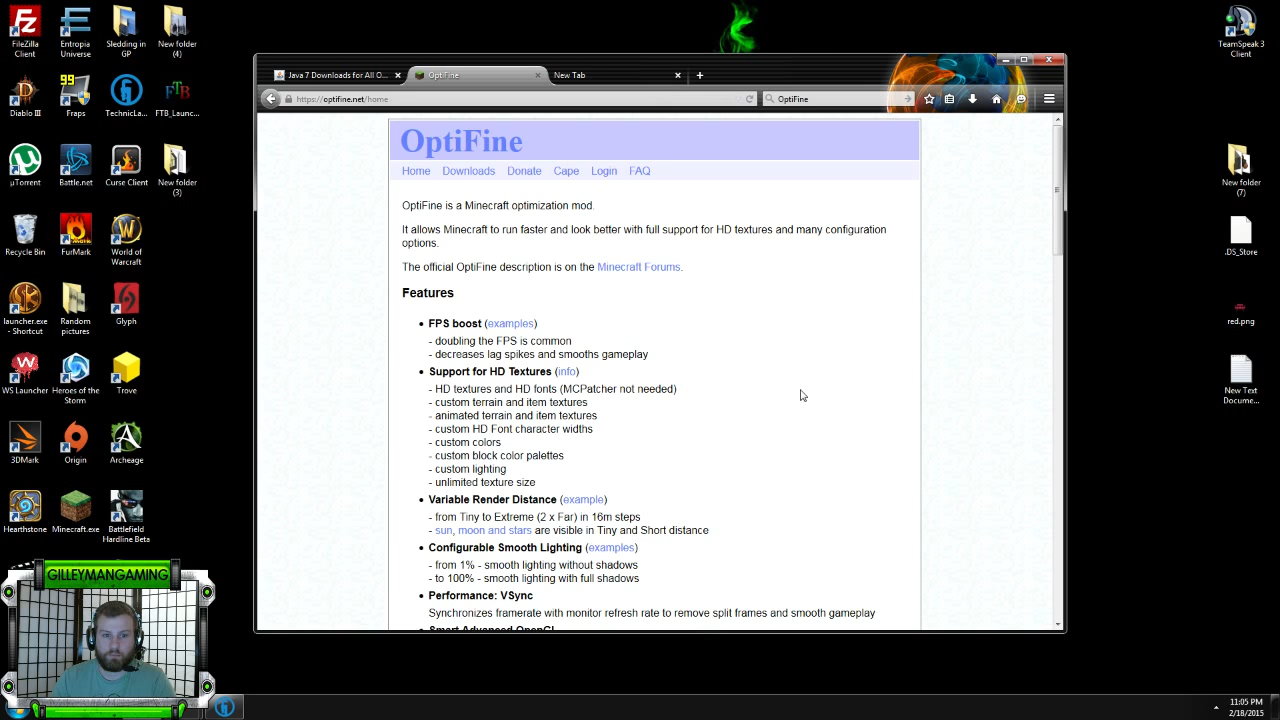 FileZilla Client
Entropia Universe
Sledding in GP
New folder (4)
TeamSpeak 3 Client
Diablo III
99
Fraps
TechnicLa...
FTB
FTB_Launc...
µTorrent
Battle.net
Curse Client
New folder (3)
Recycle Bin
FurMark
World of Warcraft
launcher.exe - Shortcut
Random pictures
Glyph
WS Launcher
Heroes of the Storm
Trove
3DMark
Origin
Archeage
Hearthstone
Minecraft.exe
Battlefield Hardline Beta
New folder (7)
.DS_Store
red.png
New Text Docume...
Java 7 Downloads for All O...
OptiFine
New Tab
https://optifine.net/home
OptiFine
OptiFine
Home Downloads Donate Cape Login FAQ
OptiFine is a Minecraft optimization mod.
It allows Minecraft to run faster and look better with full support for HD textures and many configuration
options.
The official OptiFine description is on the Minecraft Forums.
Features
• FPS boost (examples)
- doubling the FPS is common
- decreases lag spikes and smooths gameplay
• Support for HD Textures (info)
- HD textures and HD fonts (MCPatcher not needed)
- custom terrain and item textures
- animated terrain and item textures
- custom HD Font character widths
- custom colors
- custom block color palettes
- custom lighting
- unlimited texture size
• Variable Render Distance (example)
- from Tiny to Extreme (2 x Far) in 16m steps
- sun, moon and stars are visible in Tiny and Short distance
• Configurable Smooth Lighting (examples)
- from 1% - smooth lighting without shadows
- to 100% - smooth lighting with full shadows
• Performance: VSync
Synchronizes framerate with monitor refresh rate to remove split frames and smooth gameplay
• Smart Advanced OpenGL
GILLEYMANGAMING
11:05 PM
2/18/2015